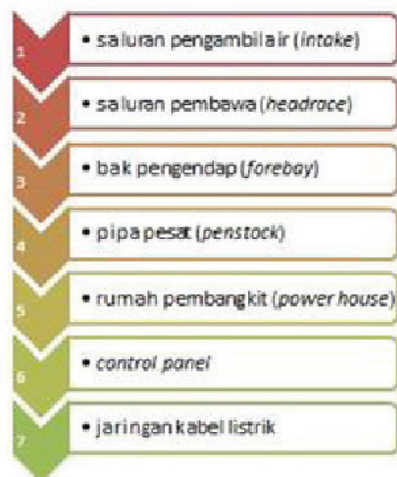 1 • saluran pengambil air (intake)
2 • saluran pembawa (headrace)
3 • bak pengendap (forebay)
4 • pipa pesat (penstock)
5 • rumah pembangkit (power house)
6 • control panel
7 • jaringan kabel listrik